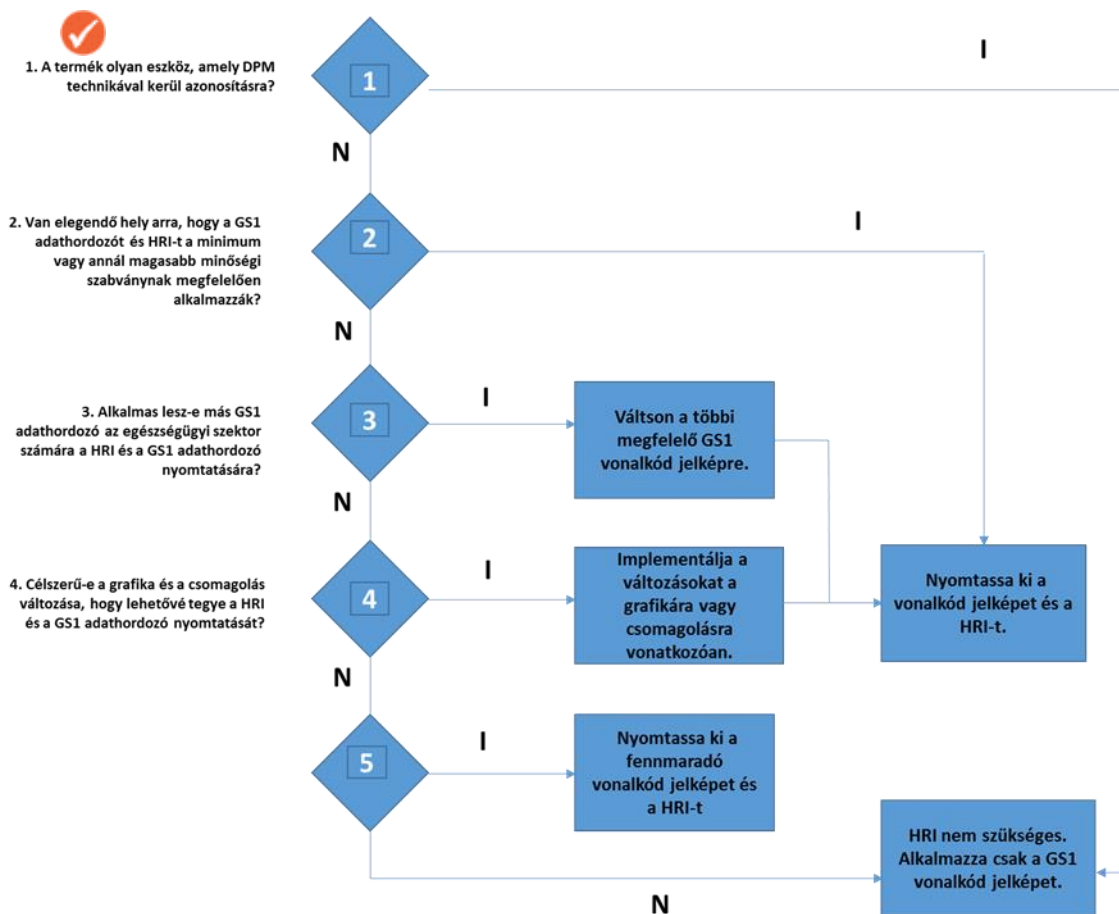 1. A termék olyan eszköz, amely DPM
technikával kerül azonosításra?
1
I
N
2. Van elegendő hely arra, hogy a GS1
adathordozót és HRI-t a minimum
vagy annál magasabb minőségi
szabványnak megfelelően
alkalmazzák?
2
I
N
3. Alkalmas lesz-e más GS1
adathordozó az egészségügyi szektor
számára a HRI és a GS1 adathordozó
nyomtatására?
3
I
Váltson a többi
megfelelő GS1
vonalkód jelképre.
N
4. Célszerű-e a grafika és a csomagolás
változása, hogy lehetővé tegye a HRI
és a GS1 adathordozó nyomtatását?
4
I
Implementálja a
változásokat a
grafikára vagy
csomagolásra
vonatkozóan.
Nyomtassa ki a
vonalkód jelképet és a
HRI-t.
N
5
I
Nyomtassa ki a
fennmaradó
vonalkód jelképet és
a HRI-t
N
HRI nem szükséges.
Alkalmazza csak a GS1
vonalkód jelképet.